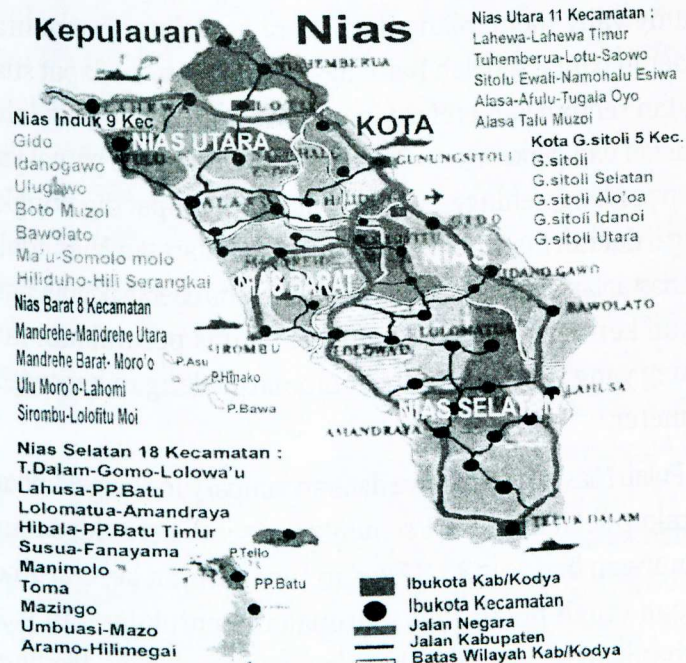 Kepulauan Nias
Nias Utara 11 Kecamatan :
Lahewa-Lahewa Timur
Tuhemberua-Lotu-Saowo
Sitolu Ewali-Namohalu Esiwa
Alasa-Afulu-Tugala Oyo
Alasa Talu Muzoi
KOTA
Kota G.sitoli 5 Kec.
G.sitoli
G.sitoli Selatan
G.sitoli Alo'oa
G.sitoli Idanoi
G.sitoli Utara
Nias Induk 9 Kec
Gido
Idanogawo
Ulugawo
Boto Muzoi
Bawolato
Ma'u-Somolo molo
Hiliduho-Hili Serangkai
Nias Barat 8 Kecamatan
Mandrehe-Mandrehe Utara
Mandrehe Barat- Moro'o
Ulu Moro'o-Lahomi
Sirombu-Lolofitu Moi
LAHEWA
NIAS UTARA
GUNUNGSITOLI
GIDO
NIAS
IDANO GAWO
BAWOLATO
SIROMBU
LOLOMATUA
LAHUSA
AMANDRAYA
TELUK DALAM
P.Asu
P.Hinako
P.Bawa
Nias Selatan 18 Kecamatan :
T.Dalam-Gomo-Lolowa'u
Lahusa-PP.Batu
Lolomatua-Amandraya
Hibala-PP.Batu Timur
Susua-Fanayama
Manimolo
Toma
Mazingo
Umbuasi-Mazo
Aramo-Hilimegai
P.Tello
PP.Batu
Ibukota Kab/Kodya
Ibukota Kecamatan
Jalan Negara
Jalan Kabupaten
Batas Wilayah Kab/Kodya